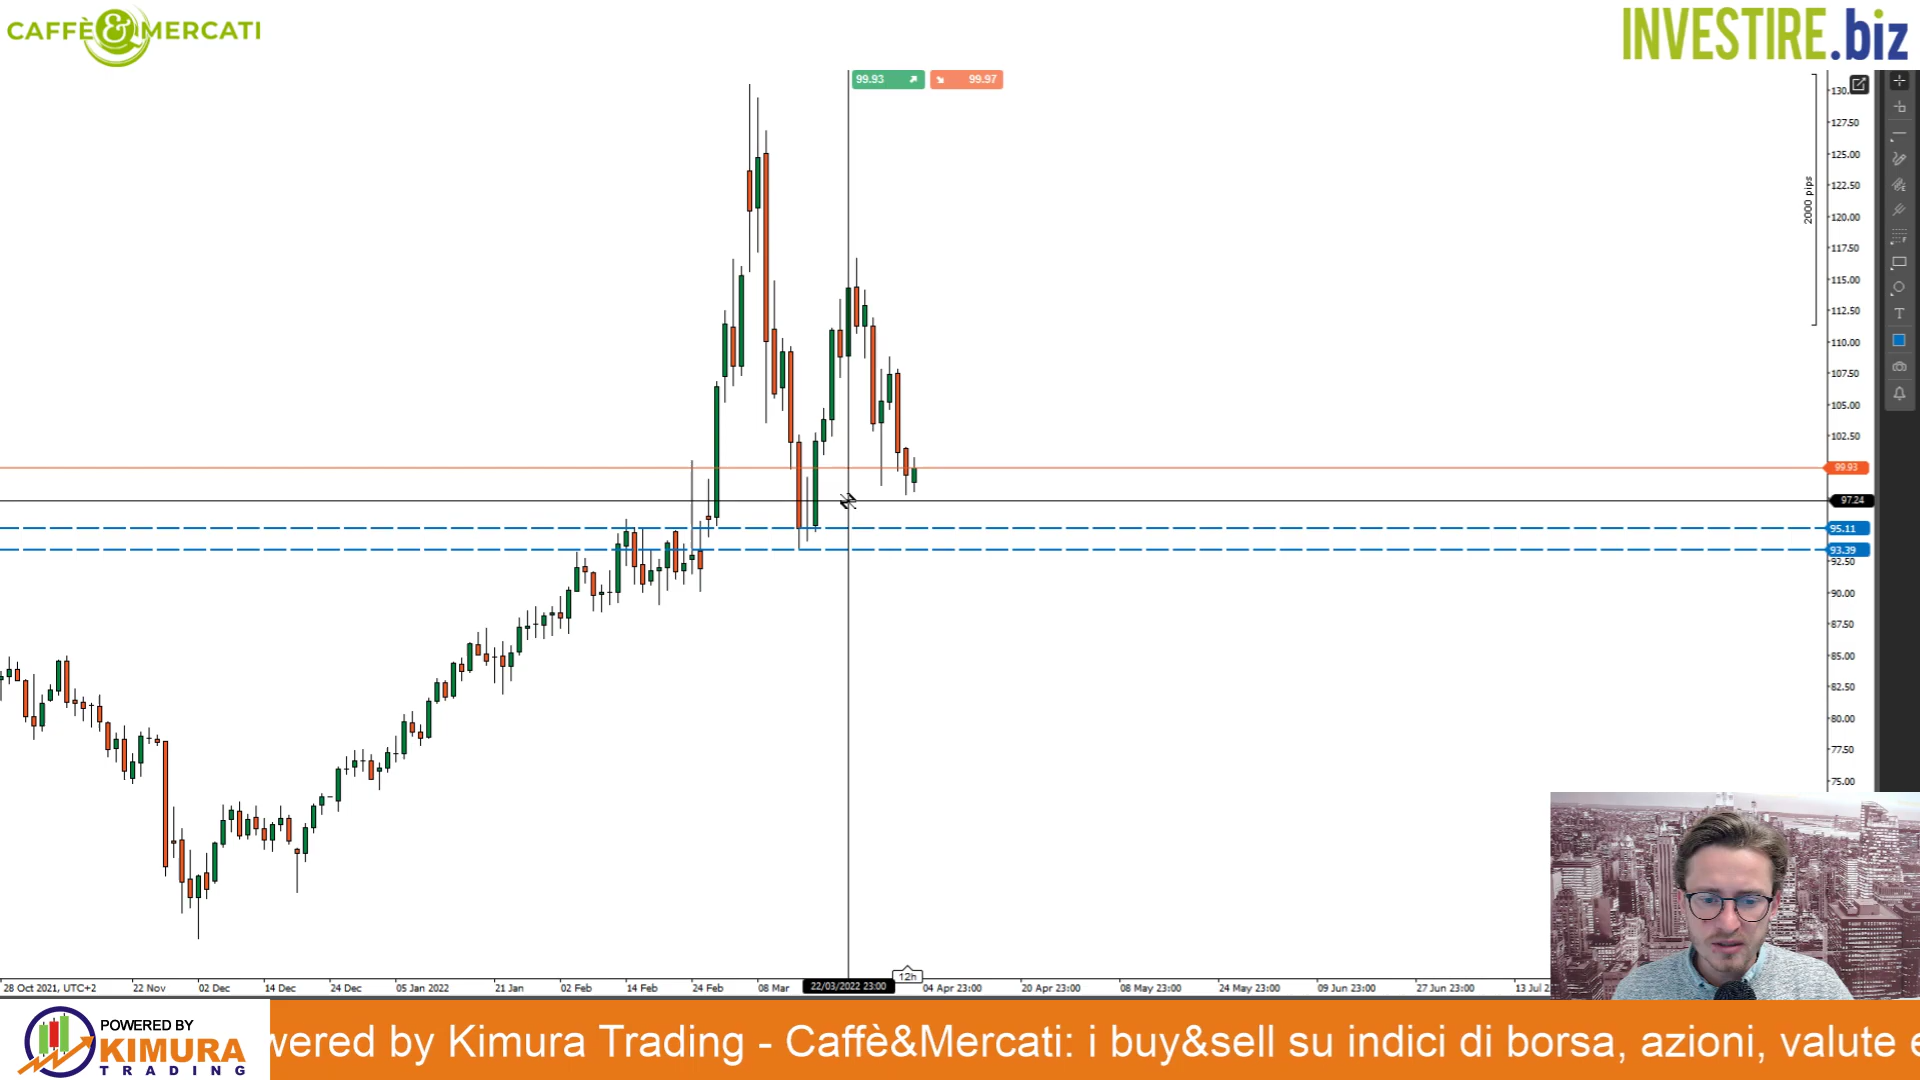 CAFFÈ&MERCATI
INVESTIRE.biz
99.93
99.97
130.
127.50
125.00
122.50
120.00
117.50
115.00
112.50
110.00
107.50
105.00
102.50
99.93
97.24
95.11
93.39
92.50
90.00
87.50
85.00
82.50
80.00
77.50
75.00
2000 pips
T
12h
28 Oct 2021, UTC+2
22 Nov
02 Dec
14 Dec
24 Dec
05 Jan 2022
21 Jan
02 Feb
14 Feb
24 Feb
08 Mar
22/03/2022 23:00
04 Apr 23:00
20 Apr 23:00
08 May 23:00
24 May 23:00
09 Jun 23:00
27 Jun 23:00
13 Jul 2
POWERED BY
KIMURA
TRADING
wered by Kimura Trading - Caffè&Mercati: i buy&sell su indici di borsa, azioni, valute e